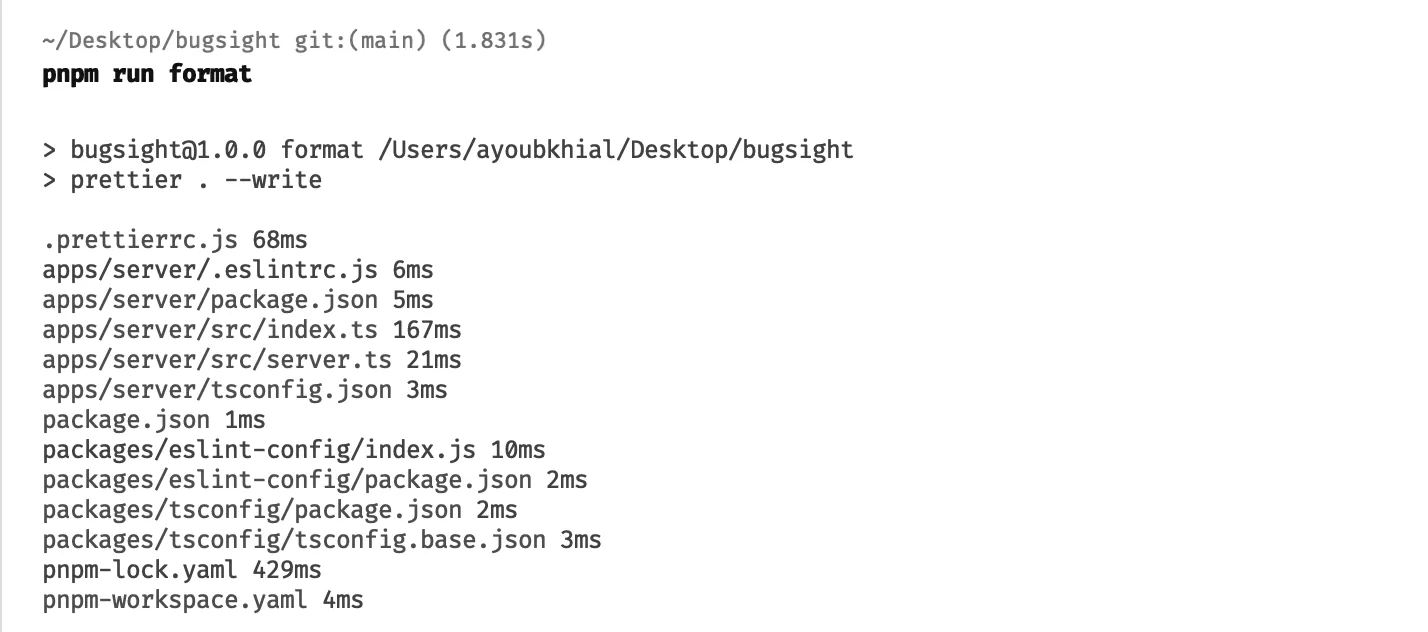 ~/Desktop/bugsight git:(main) (1.831s)
pnpm run format
> bugsight@1.0.0 format /Users/ayoubkhial/Desktop/bugsight
> prettier . --write
.prettierrc.js 68ms
apps/server/.eslintrc.js 6ms
apps/server/package.json 5ms
apps/server/src/index.ts 167ms
apps/server/src/server.ts 21ms
apps/server/tsconfig.json 3ms
package.json 1ms
packages/eslint-config/index.js 10ms
packages/eslint-config/package.json 2ms
packages/tsconfig/package.json 2ms
packages/tsconfig/tsconfig.base.json 3ms
pnpm-lock.yaml 429ms
pnpm-workspace.yaml 4ms